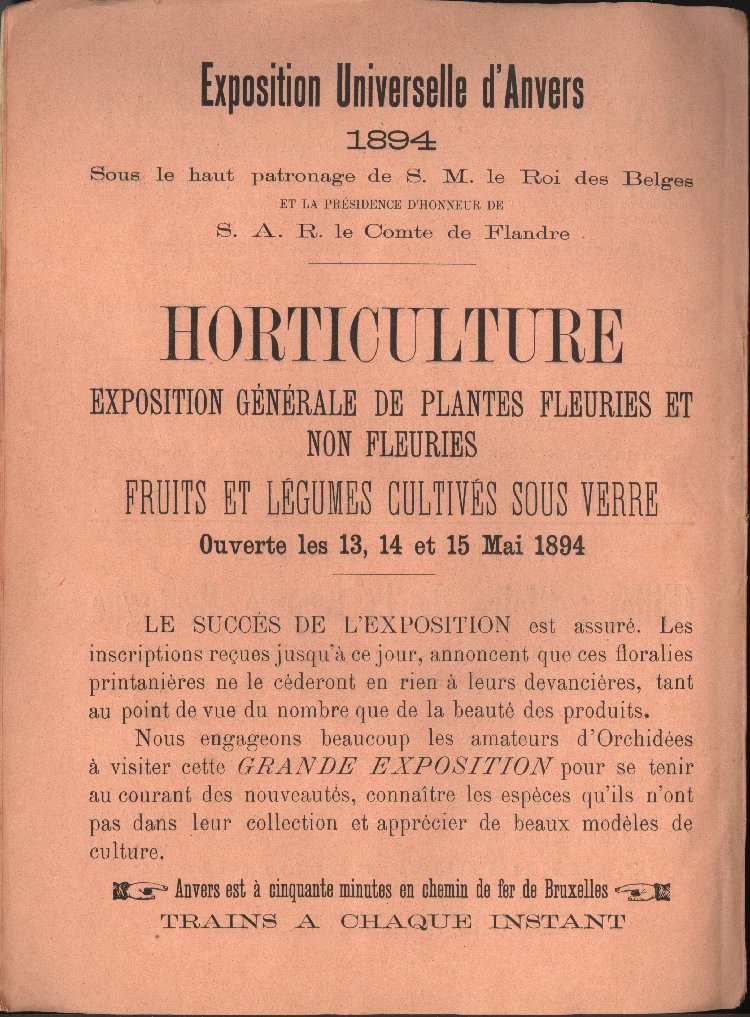 Exposition Universelle d'Anvers
1894
Sous le haut patronage de S. M. le Roi des Belges
ET LA PRÉSIDENCE D'HONNEUR DE
S. A. R. le Comte de Flandre
HORTICULTURE
EXPOSITION GÉNÉRALE DE PLANTES FLEURIES ET
NON FLEURIES
FRUITS ET LÉGUMES CULTIVÉS SOUS VERRE
Ouverte les 13, 14 et 15 Mai 1894
LE SUCCÈS DE L'EXPOSITION est assuré. Les
inscriptions reçues jusqu'à ce jour, annoncent que ces floralies
printanières ne le cèderont en rien à leurs devancières, tant
au point de vue du nombre que de la beauté des produits.
Nous engageons beaucoup les amateurs d'Orchidées
à visiter cette GRANDE EXPOSITION pour se tenir
au courant des nouveautés, connaître les espèces qu'ils n'ont
pas dans leur collection et apprécier de beaux modèles de
culture.
Anvers est à cinquante minutes en chemin de fer de Bruxelles
TRAINS A CHAQUE INSTANT